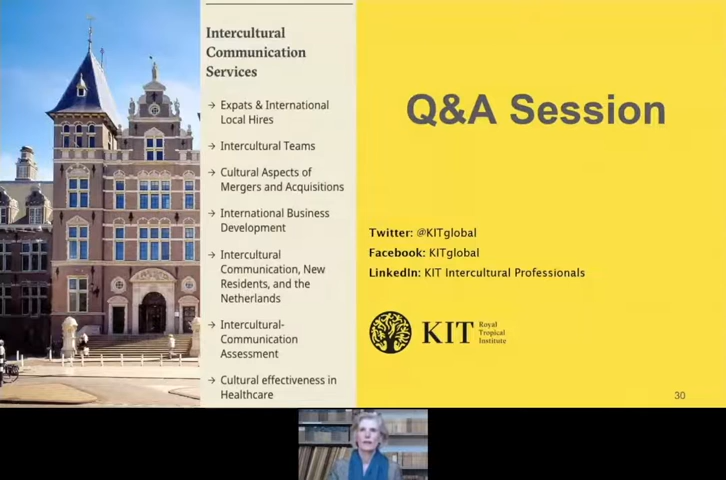 Intercultural
Communication
Services
→ Expats & International
Local Hires
→ Intercultural Teams
→ Cultural Aspects of
Mergers and Acquisitions
→ International Business
Development
→ Intercultural
Communication, New
Residents, and the
Netherlands
→ Intercultural-
Communication
Assessment
→ Cultural effectiveness in
Healthcare
Q&A Session
Twitter: @KITglobal
Facebook: KITglobal
LinkedIn: KIT Intercultural Professionals
KIT
Royal
Tropical
Institute
30